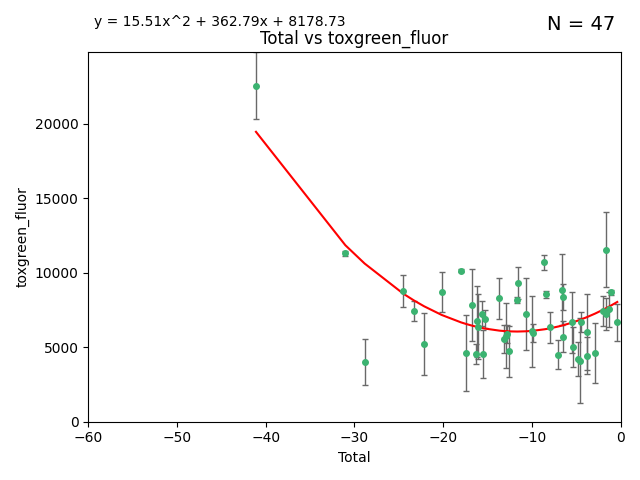 y = 15.51x^2 + 362.79x + 8178.73
N = 47
Total vs toxgreen_fluor
20000
15000
10000
5000
0
toxgreen_fluor
−60 −50 −40 −30 −20 −10 0
Total